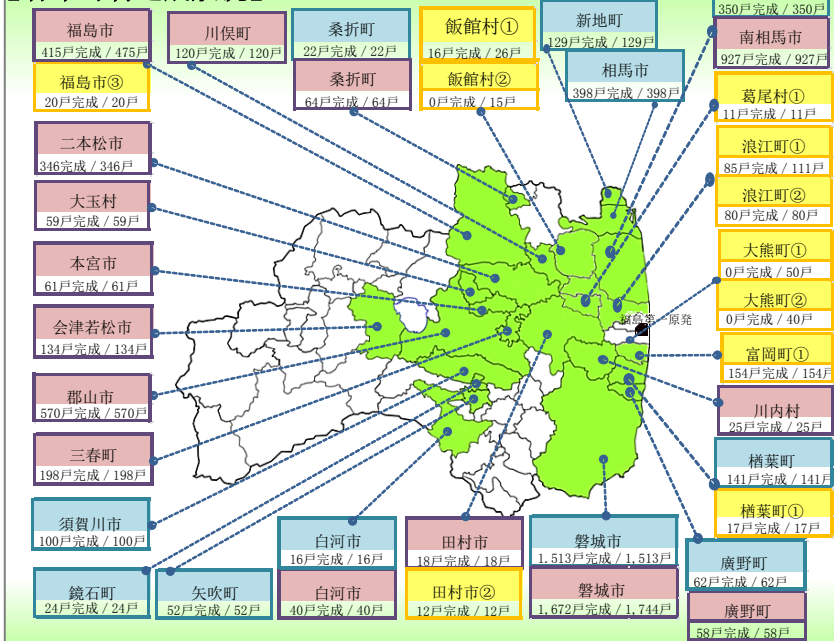 福島市
415戸完成 / 475戸
川俣町
120戸完成 / 120戸
桑折町
22戸完成 / 22戸
飯館村①
16戸完成 / 26戸
新地町
129戸完成 / 129戸
350戸完成 / 350戸
南相馬市
927戸完成 / 927戸
福島市③
20戸完成 / 20戸
桑折町
64戸完成 / 64戸
飯館村②
0戸完成 / 15戸
相馬市
398戸完成 / 398戸
葛尾村①
11戸完成 / 11戸
二本松市
346完成 / 346戸
浪江町①
85戸完成 / 111戸
大玉村
59戸完成 / 59戸
浪江町②
80戸完成 / 80戸
本宮市
61戸完成 / 61戸
大熊町①
0戸完成 / 50戸
大熊町②
0戸完成 / 40戸
会津若松市
134戸完成 / 134戸
福島第一原発
富岡町①
154戸完成 / 154戸
郡山市
570戸完成 / 570戸
川内村
25戸完成 / 25戸
三春町
198戸完成 / 198戸
楢葉町
141戸完成 / 141戸
須賀川市
100戸完成 / 100戸
白河市
16戸完成 / 16戸
田村市
18戸完成 / 18戸
磐城市
1,513戸完成 / 1,513戸
楢葉町①
17戸完成 / 17戸
廣野町
62戸完成 / 62戸
鏡石町
24戸完成 / 24戸
矢吹町
52戸完成 / 52戸
白河市
40戸完成 / 40戸
田村市②
12戸完成 / 12戸
磐城市
1,672戸完成 / 1,744戸
廣野町
58戸完成 / 58戸